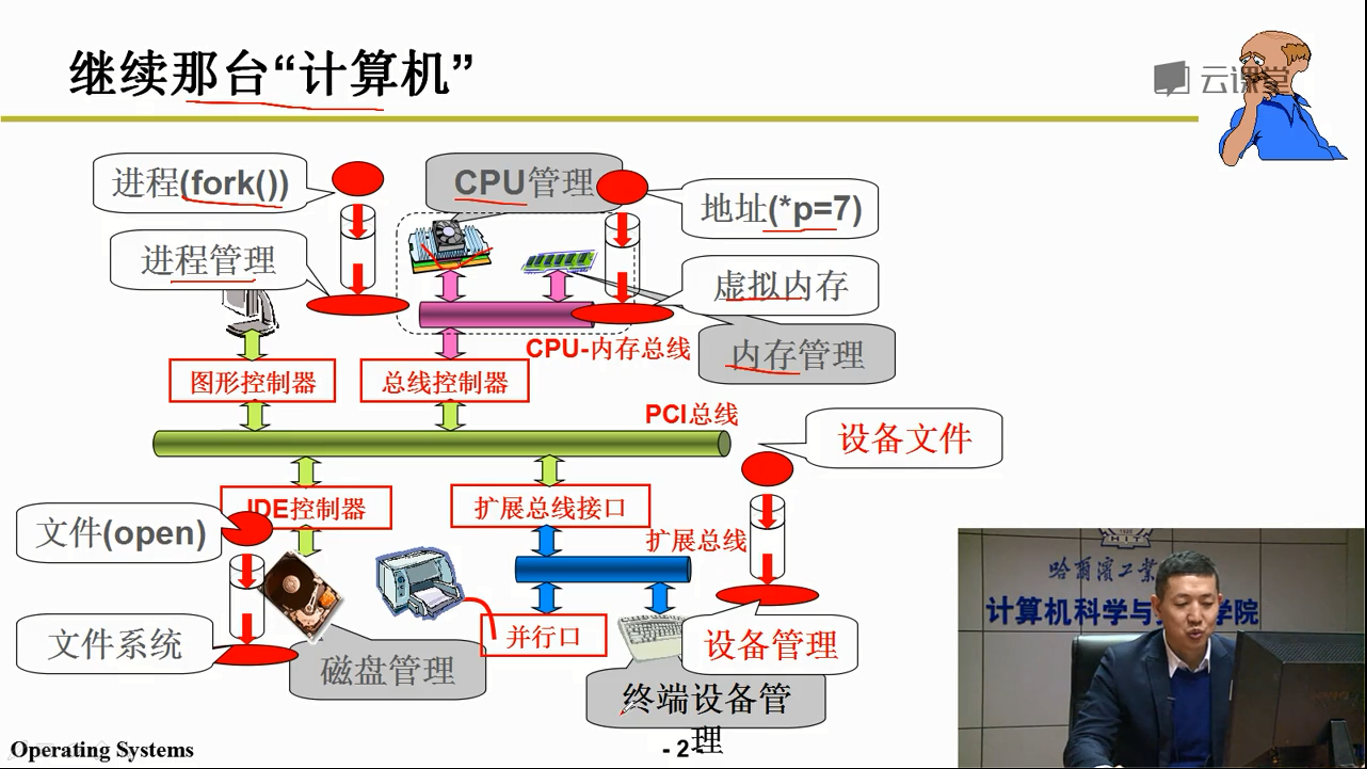 继续那台“计算机”
云课堂
进程(fork())
CPU管理
地址(*p=7)
进程管理
虚拟内存
CPU-内存总线
内存管理
图形控制器
总线控制器
PCI总线
设备文件
IDE控制器
扩展总线接口
文件(open)
扩展总线
HIT
哈尔滨工业
计算机科学与
学院
文件系统
并行口
设备管理
磁盘管理
终端设备管
理
Operating Systems
- 2 -